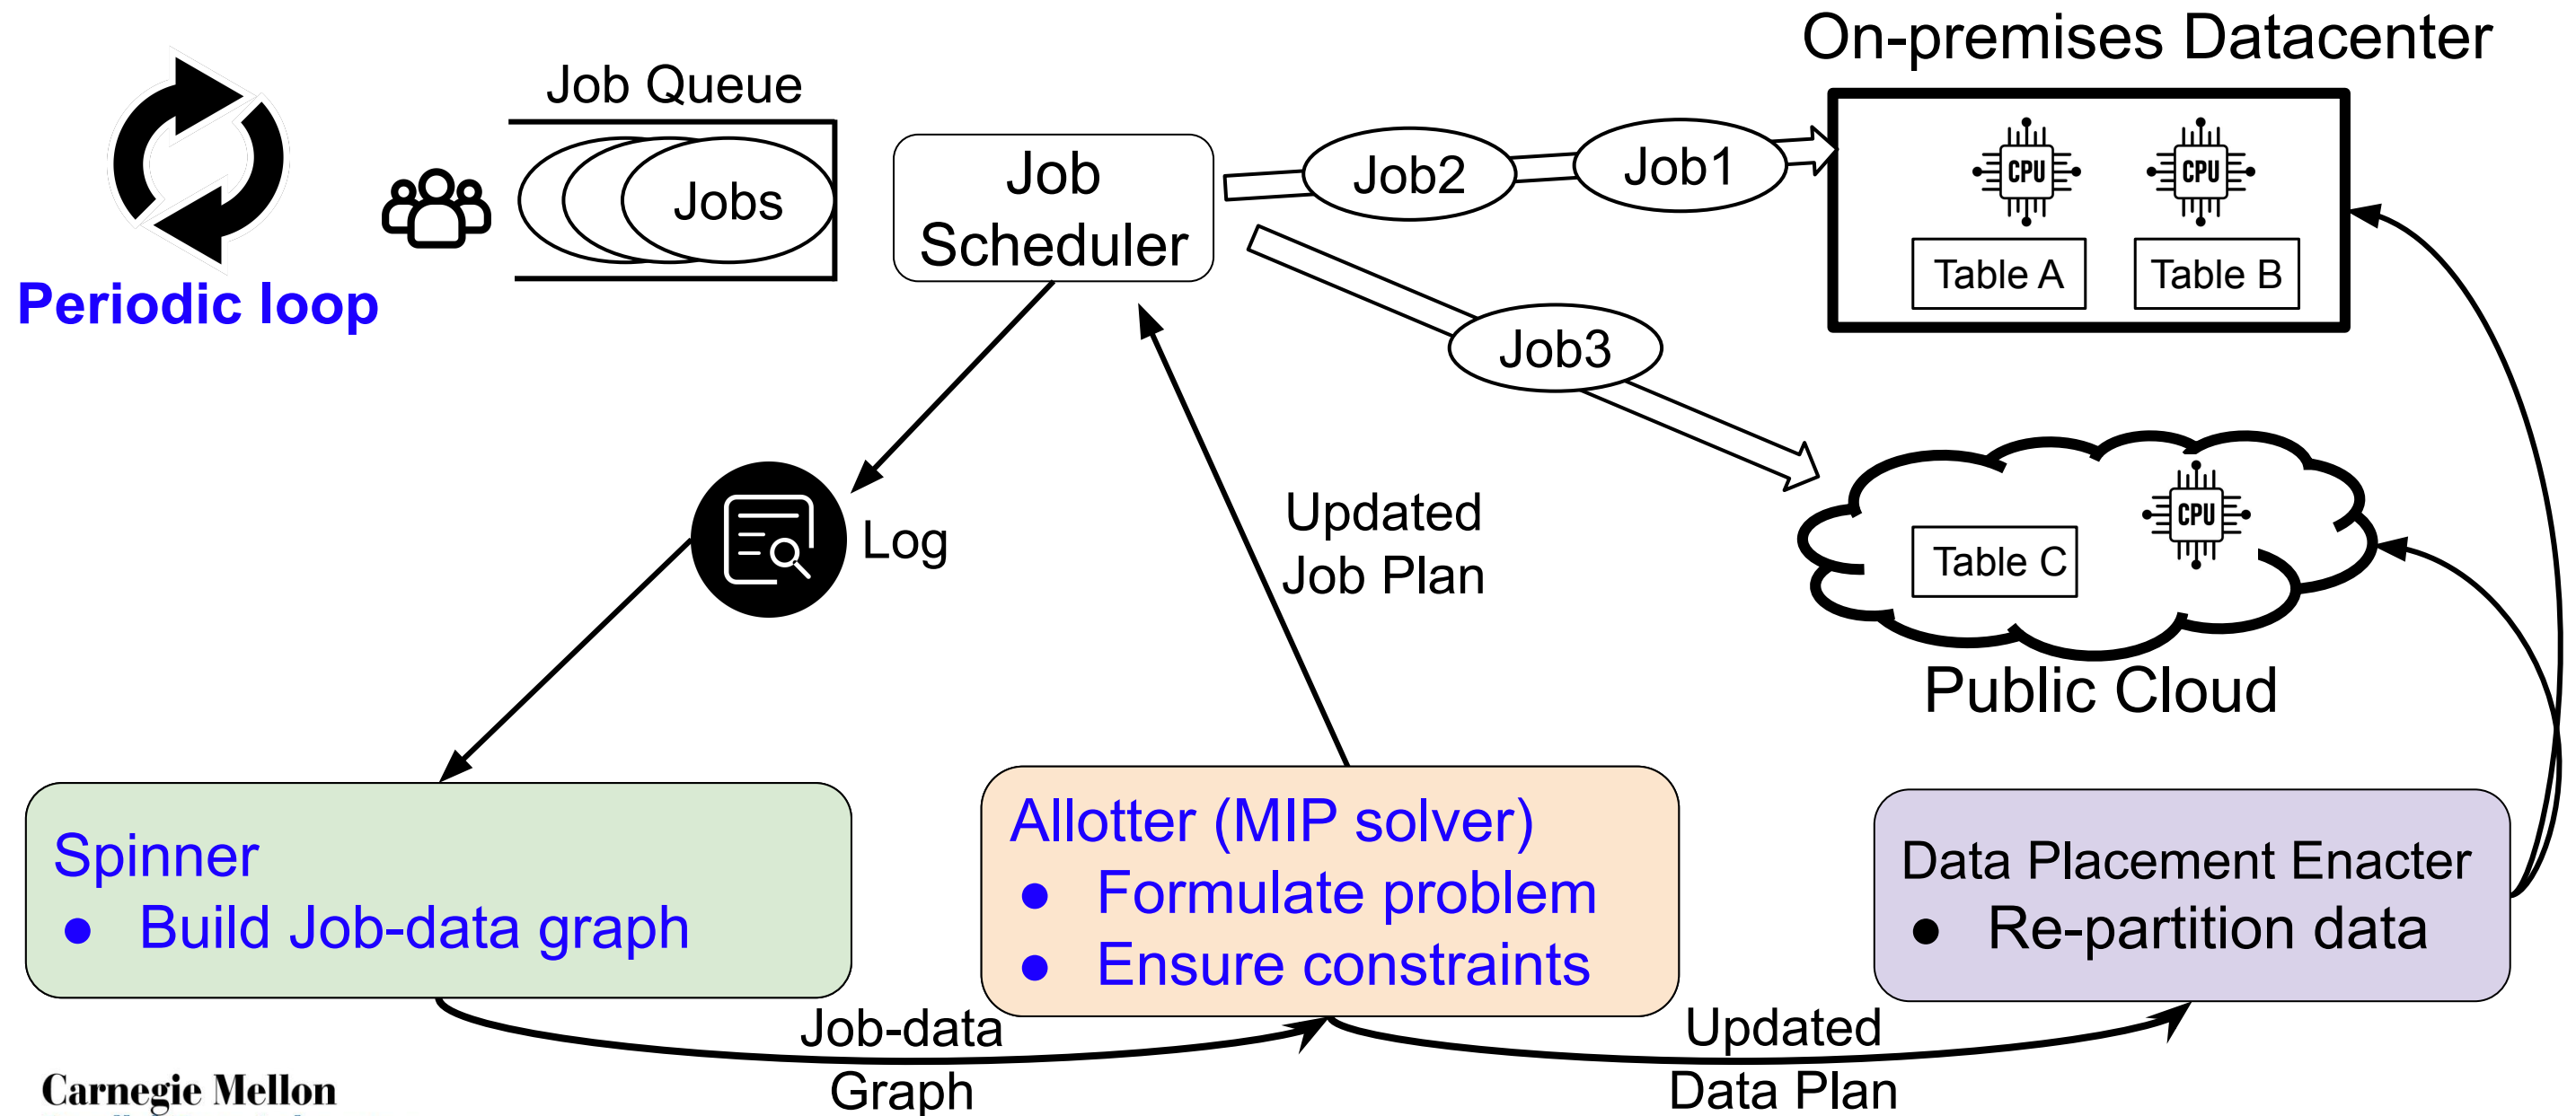 On-premises Datacenter
Job Queue
Jobs
Periodic loop
Job
Scheduler
Job2
Job1
Job3
CPU
CPU
Table A
Table B
Log
Updated
Job Plan
CPU
Table C
Public Cloud
Spinner
● Build Job-data graph
Allotter (MIP solver)
● Formulate problem
● Ensure constraints
Data Placement Enacter
● Re-partition data
Job-data
Graph
Updated
Data Plan
Carnegie Mellon